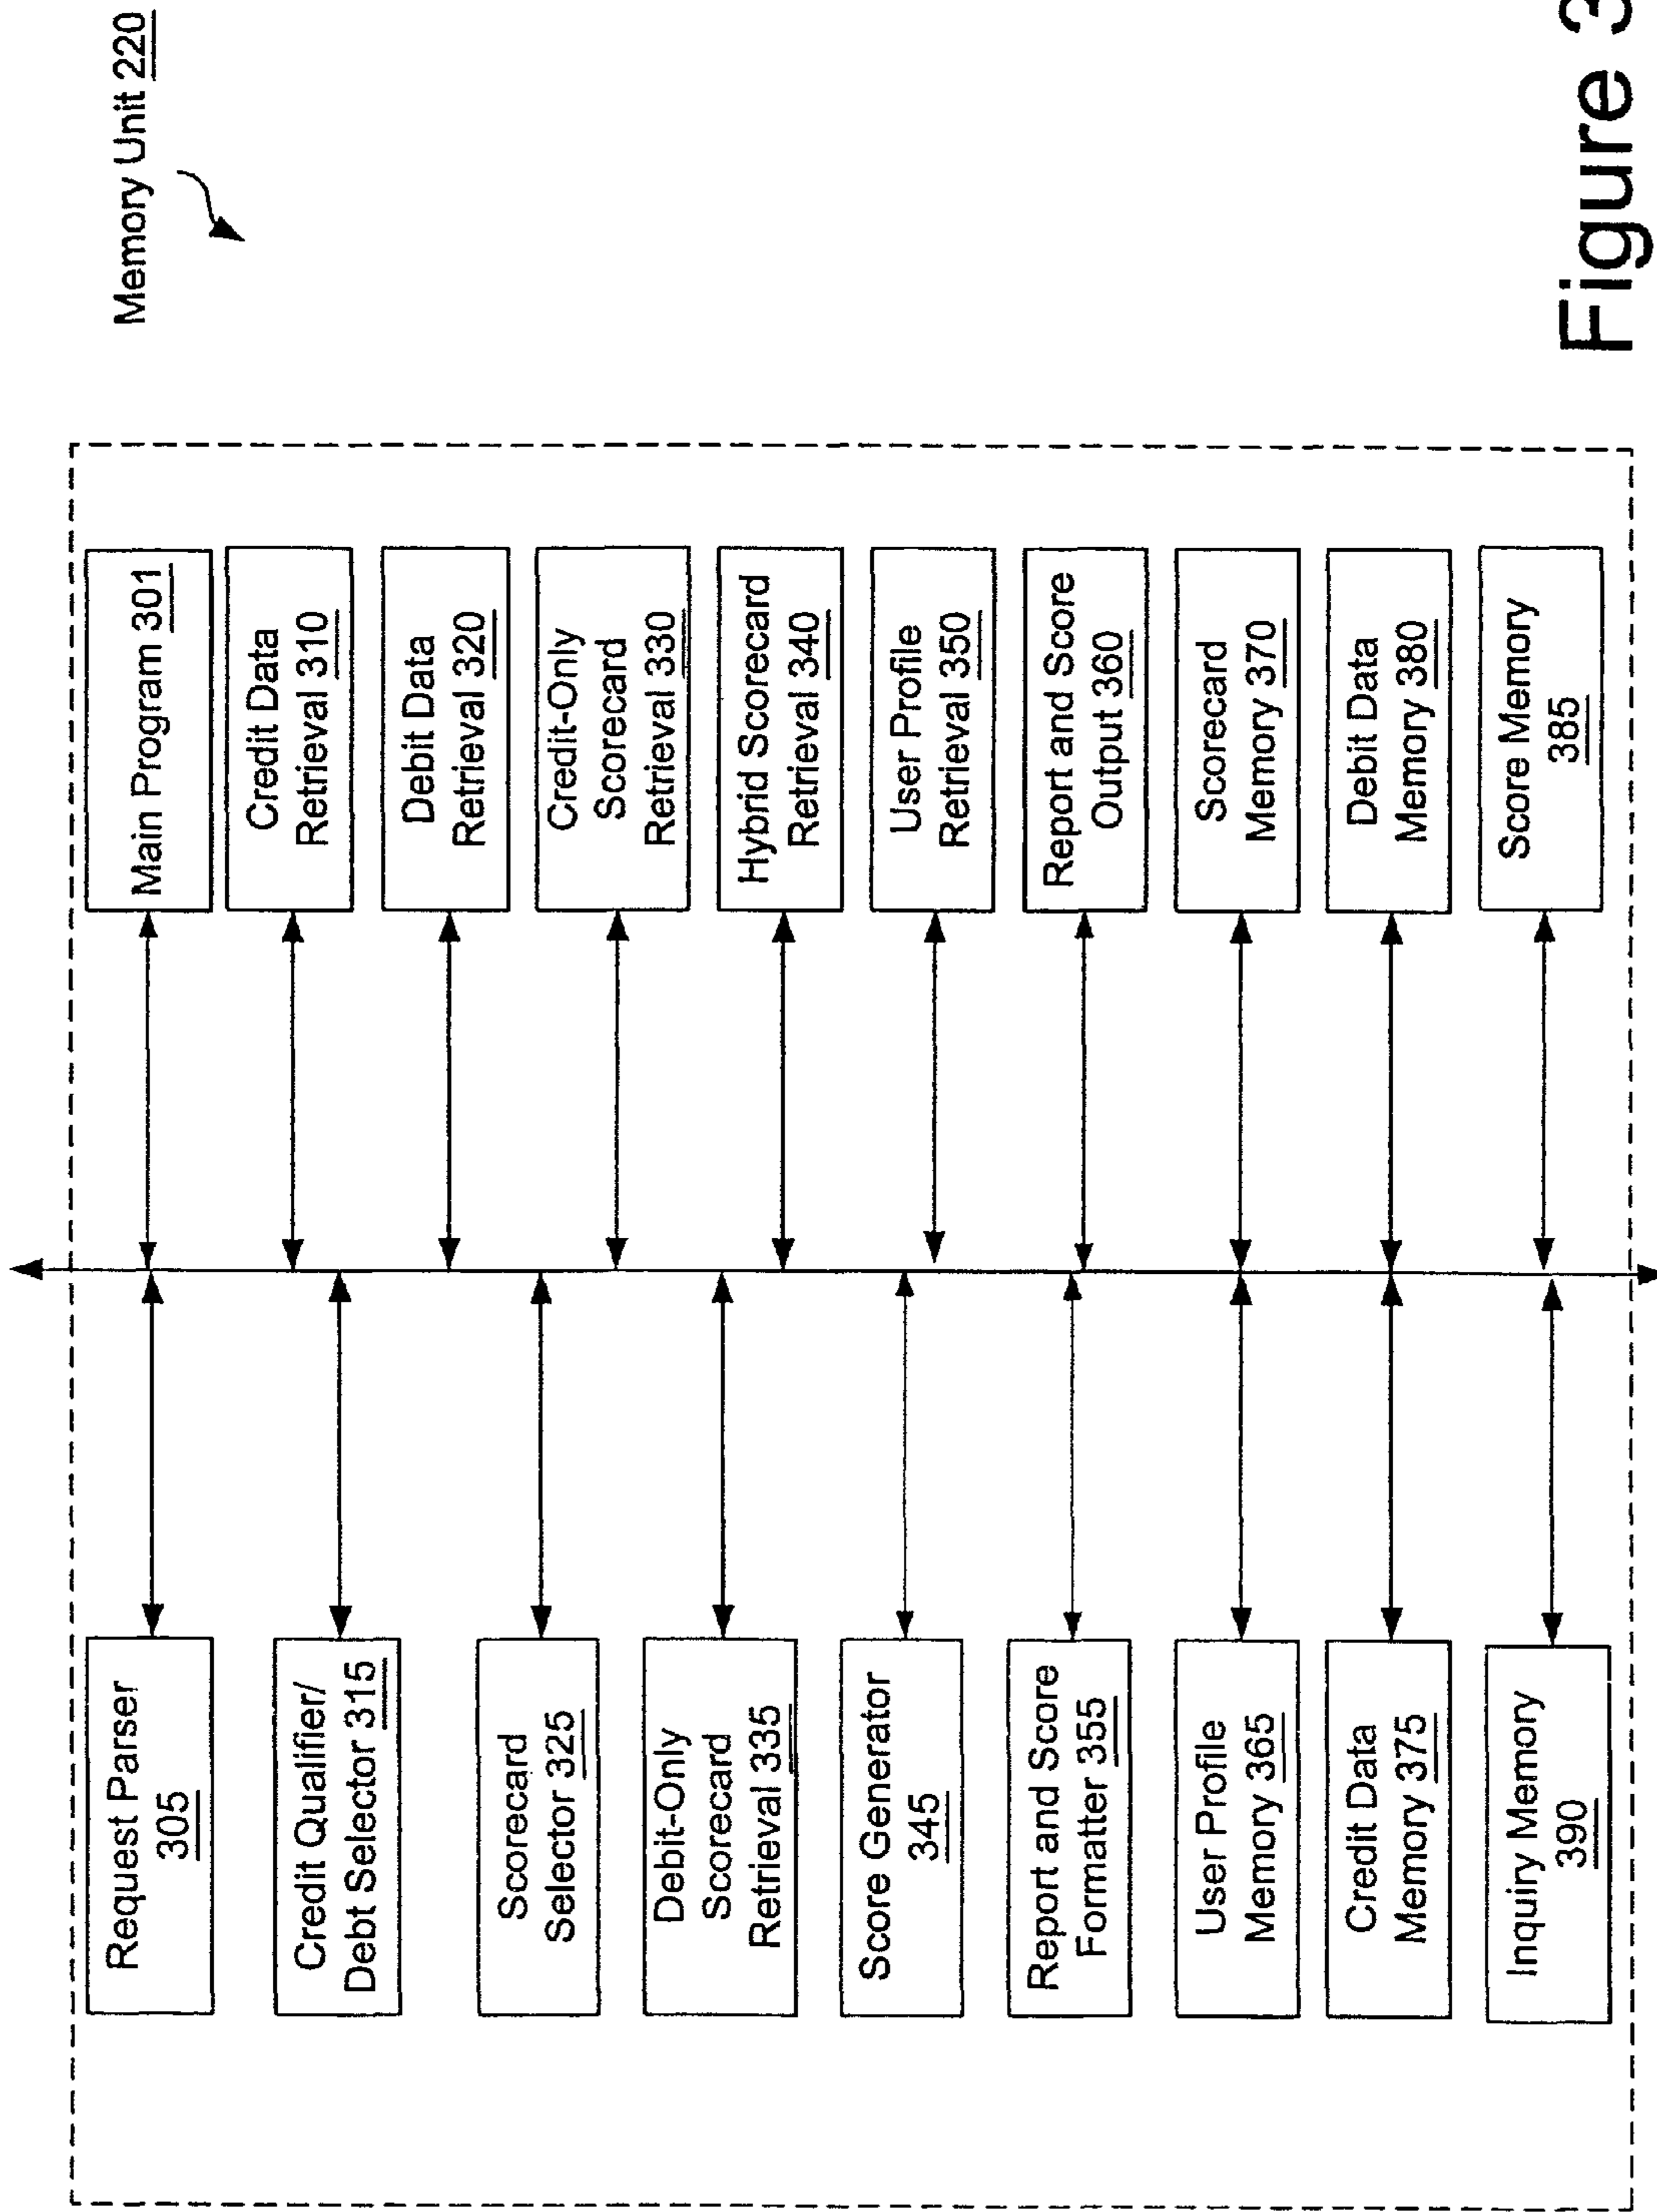 Memory Unit 220
Request Parser
305
Main Program 301
Credit Data
Retrieval 310
Credit Qualifier/
Debt Selector 315
Debit Data
Retrieval 320
Scorecard
Selector 325
Credit-Only
Scorecard
Retrieval 330
Debit-Only
Scorecard
Retrieval 335
Hybrid Scorecard
Retrieval 340
Score Generator
345
User Profile
Retrieval 350
Report and Score
Formatter 355
Report and Score
Output 360
User Profile
Memory 365
Scorecard
Memory 370
Credit Data
Memory 375
Debit Data
Memory 380
Inquiry Memory
390
Score Memory
385
Figure 3